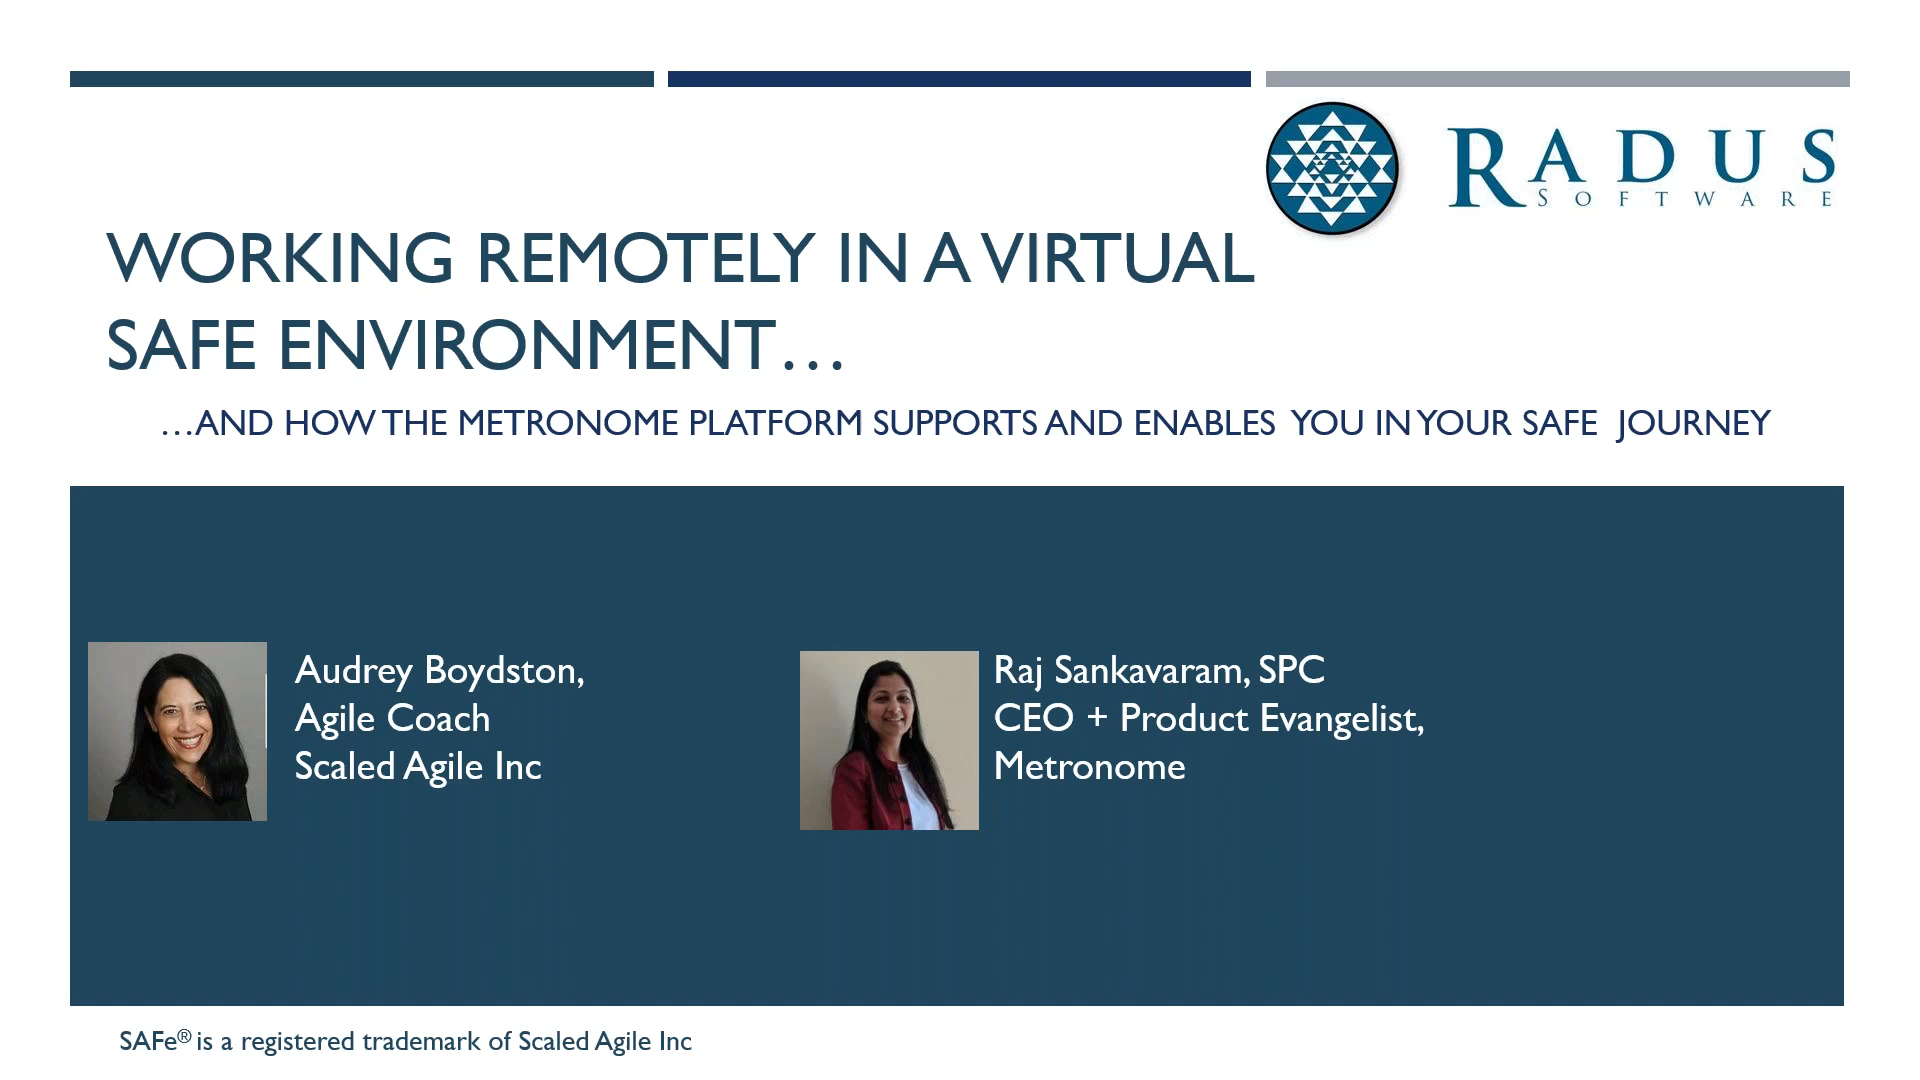 RADUS
SOFTWARE
WORKING REMOTELY IN A VIRTUAL
SAFE ENVIRONMENT…
…AND HOW THE METRONOME PLATFORM SUPPORTS AND ENABLES YOU IN YOUR SAFE JOURNEY
Audrey Boydston,
Agile Coach
Scaled Agile Inc
Raj Sankavaram, SPC
CEO + Product Evangelist,
Metronome
SAFe® is a registered trademark of Scaled Agile Inc